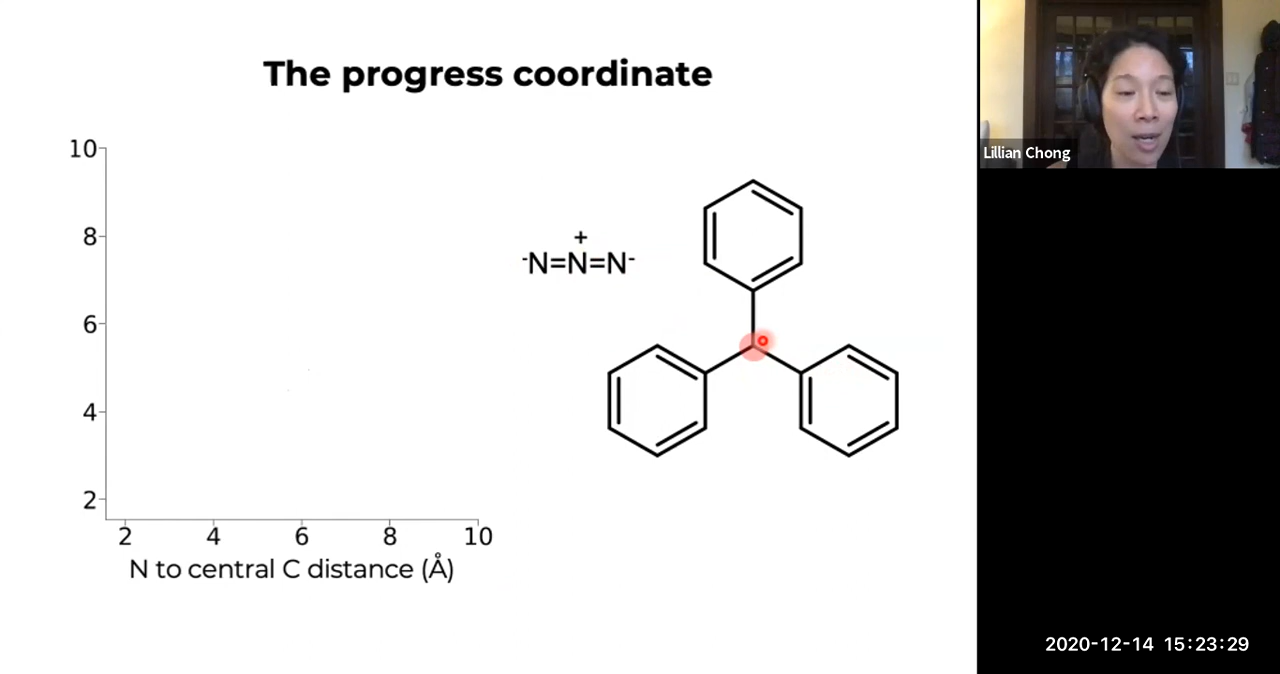 The progress coordinate
10
8
6
4
2
2 4 6 8 10
N to central C distance (Å)
+
-N=N=N-
Lillian Chong
2020-12-14 15:23:29